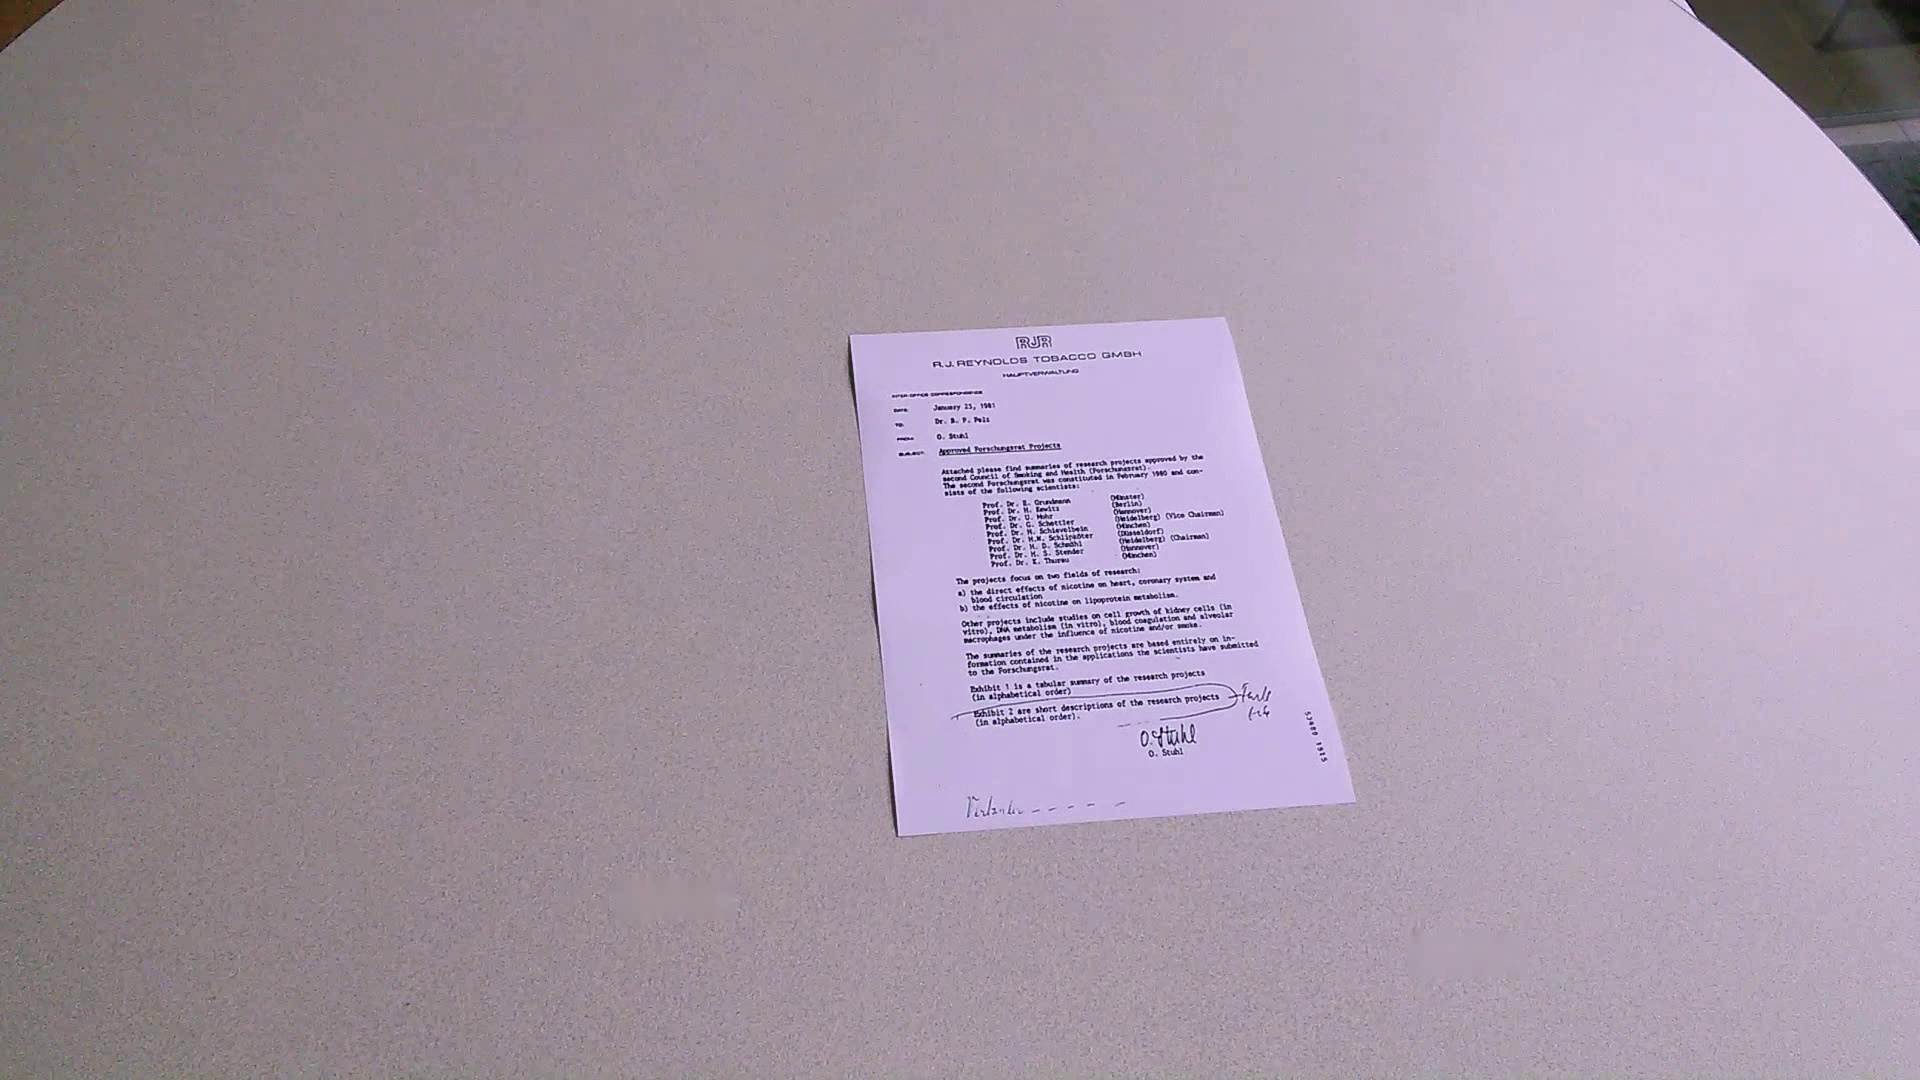 RJR
R.J. REYNOLDS TOBACCO GMBH
HAUPTVERWALTUNG
INTER-OFFICE CORRESPONDENCE
DATE: January 23, 1981
TO: Dr. B. F. Pelz
FROM: O. Stuhl
SUBJECT: Approved Forschungsrat Projects
Attached please find summaries of research projects approved by the
second Council of Smoking and Health (Forschungsrat).
The second Forschungsrat was constituted in February 1980 and con-
sists of the following scientists:
Prof. Dr. E. Grundmann (Münster)
Prof. Dr. H. Kewitz (Berlin)
Prof. Dr. U. Mohr (Hannover)
Prof. Dr. G. Schettler (Heidelberg) (Vice Chairman)
Prof. Dr. H. Schievelbein (München)
Prof. Dr. H.W. Schlipköter (Düsseldorf)
Prof. Dr. H. D. Schmähl (Heidelberg) (Chairman)
Prof. Dr. H. S. Stender (Hannover)
Prof. Dr. K. Thurau (München)
The projects focus on two fields of research:
a) the direct effects of nicotine on heart, coronary system and
blood circulation
b) the effects of nicotine on lipoprotein metabolism.
Other projects include studies on cell growth of kidney cells (in
vitro), DNA metabolism (in vitro), blood coagulation and alveolar
macrophages under the influence of nicotine and/or smoke.
The summaries of the research projects are based entirely on in-
formation contained in the applications the scientists have submitted
to the Forschungsrat.
Exhibit 1 is a tabular summary of the research projects
(in alphabetical order)
Exhibit 2 are short descriptions of the research projects
(in alphabetical order).
O. Stuhl
O. Stuhl